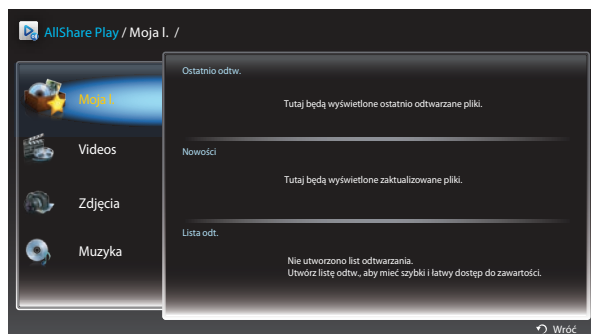 AllShare Play / Moja l. /
Moja l.
Videos
Zdjęcia
Muzyka
Ostatnio odtw.
Tutaj będą wyświetlone ostatnio odtwarzane pliki.
Nowości
Tutaj będą wyświetlone zaktualizowane pliki.
Lista odt.
Nie utworzono list odtwarzania.
Utwórz listę odtw., aby mieć szybki i łatwy dostęp do zawartości.
Wróć